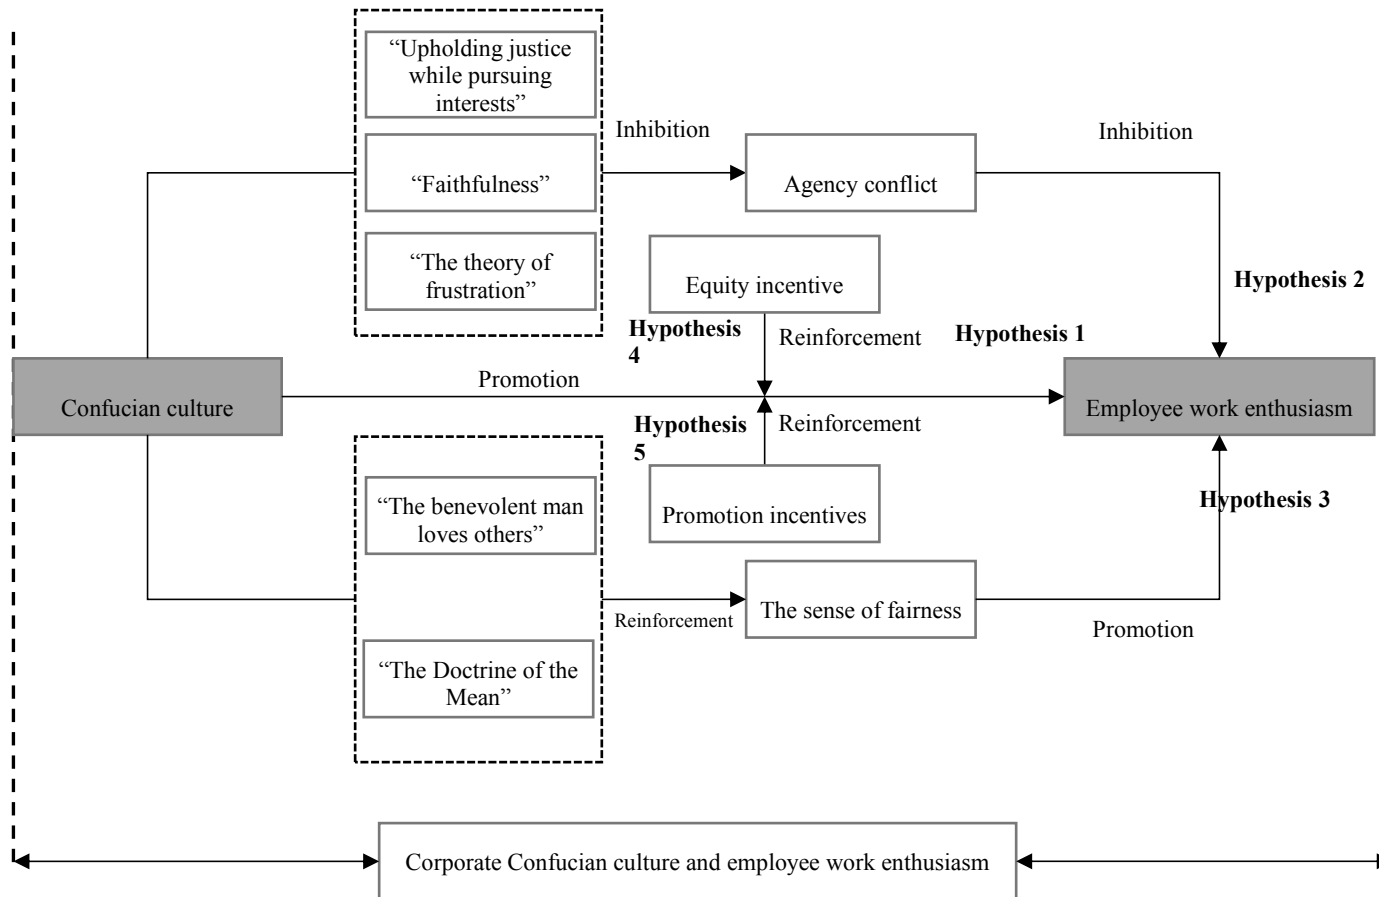 “Upholding justice
while pursuing
interests”
Inhibition
Inhibition
“Faithfulness”
Agency conflict
“The theory of
frustration”
Equity incentive
Hypothesis 2
Hypothesis
4
Reinforcement
Hypothesis 1
Promotion
Confucian culture
Employee work enthusiasm
Hypothesis
5
Reinforcement
“The benevolent man
loves others”
Promotion incentives
Hypothesis 3
Reinforcement
The sense of fairness
Promotion
“The Doctrine of the
Mean”
Corporate Confucian culture and employee work enthusiasm